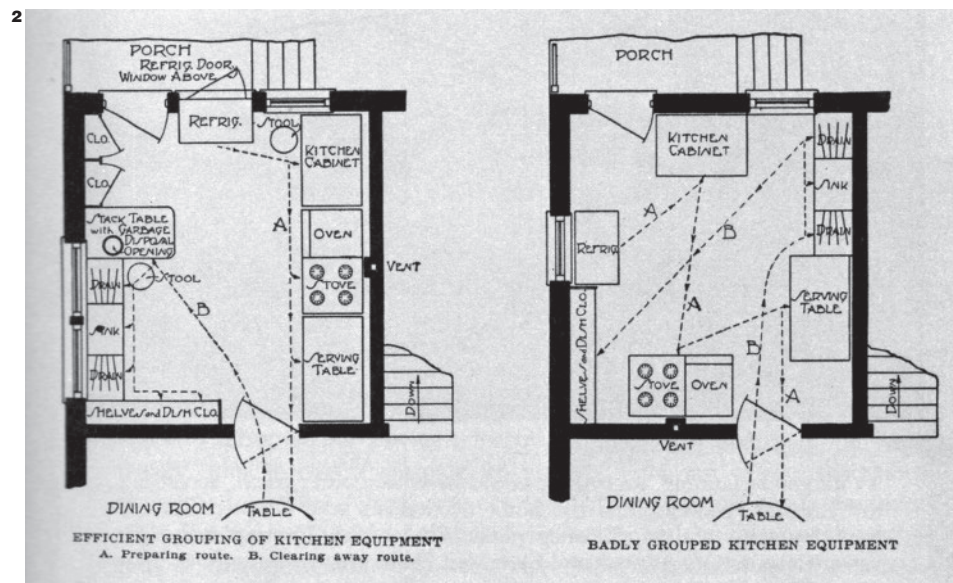 2
PORCH
REFRIG. DOOR
WINDOW ABOVE
REFRIG.
STOOL
CLO.
CLO.
KITCHEN
CABINET
STACK TABLE
with GARBAGE
DISPOSAL
OPENING
STOOL
A
OVEN
VENT
STOVE
B
DRAIN
SINK
DRAIN
SERVING
TABLE
SHELVES and DISH CLO.
DOWN
DINING ROOM
TABLE
EFFICIENT GROUPING OF KITCHEN EQUIPMENT
A. Preparing route. B. Clearing away route.
PORCH
KITCHEN
CABINET
DRAIN
SINK
DRAIN
A
B
REFRIG.
A
SERVING
TABLE
SHELVES and DISH CLO.
B
STOVE
OVEN
A
VENT
DOWN
DINING ROOM
TABLE
BADLY GROUPED KITCHEN EQUIPMENT